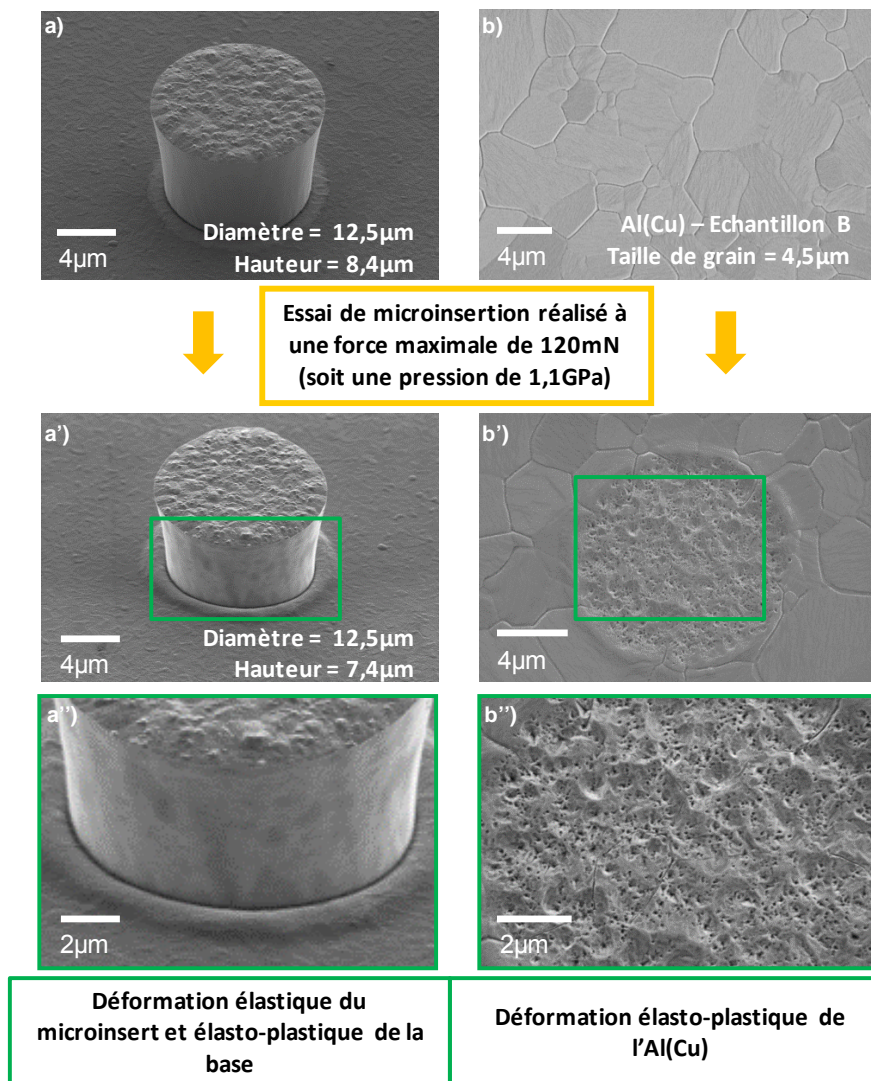 a)
4µm
Diamètre = 12,5µm
Hauteur = 8,4µm
b)
4µm
Al(Cu) – Echantillon B
Taille de grain = 4,5µm
Essai de microinsertion réalisé à
une force maximale de 120mN
(soit une pression de 1,1GPa)
a')
4µm
Diamètre = 12,5µm
Hauteur = 7,4µm
b')
4µm
a'')
2µm
b'')
2µm
Déformation élastique du
microinsert et élasto-plastique de la
base
Déformation élasto-plastique de
l'Al(Cu)